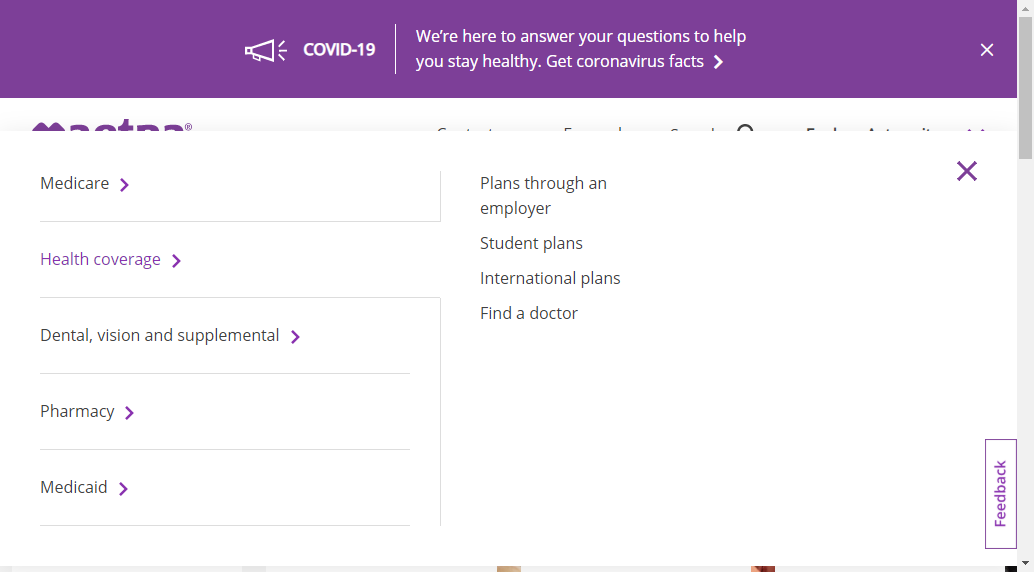 COVID-19
We’re here to answer your questions to help
you stay healthy. Get coronavirus facts
aetna®
Medicare
Health coverage
Dental, vision and supplemental
Pharmacy
Medicaid
Plans through an
employer
Student plans
International plans
Find a doctor
Feedback